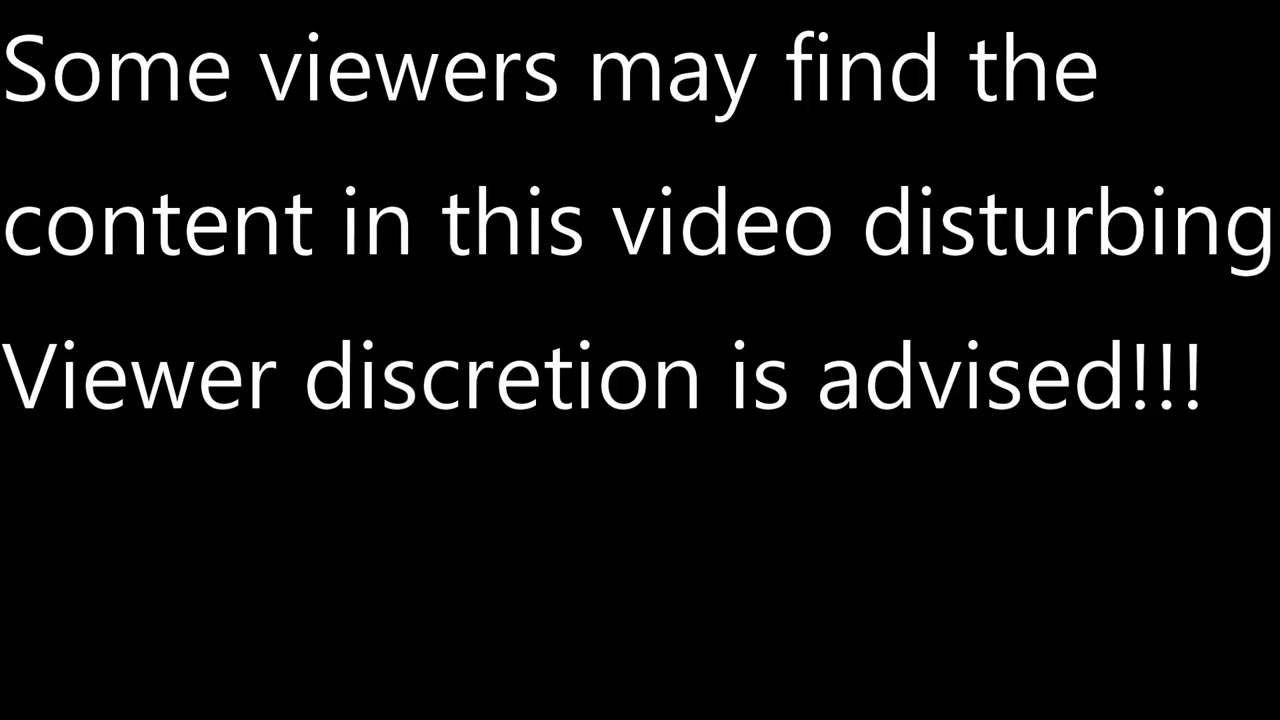 Some viewers may find the
content in this video disturbing
Viewer discretion is advised!!!